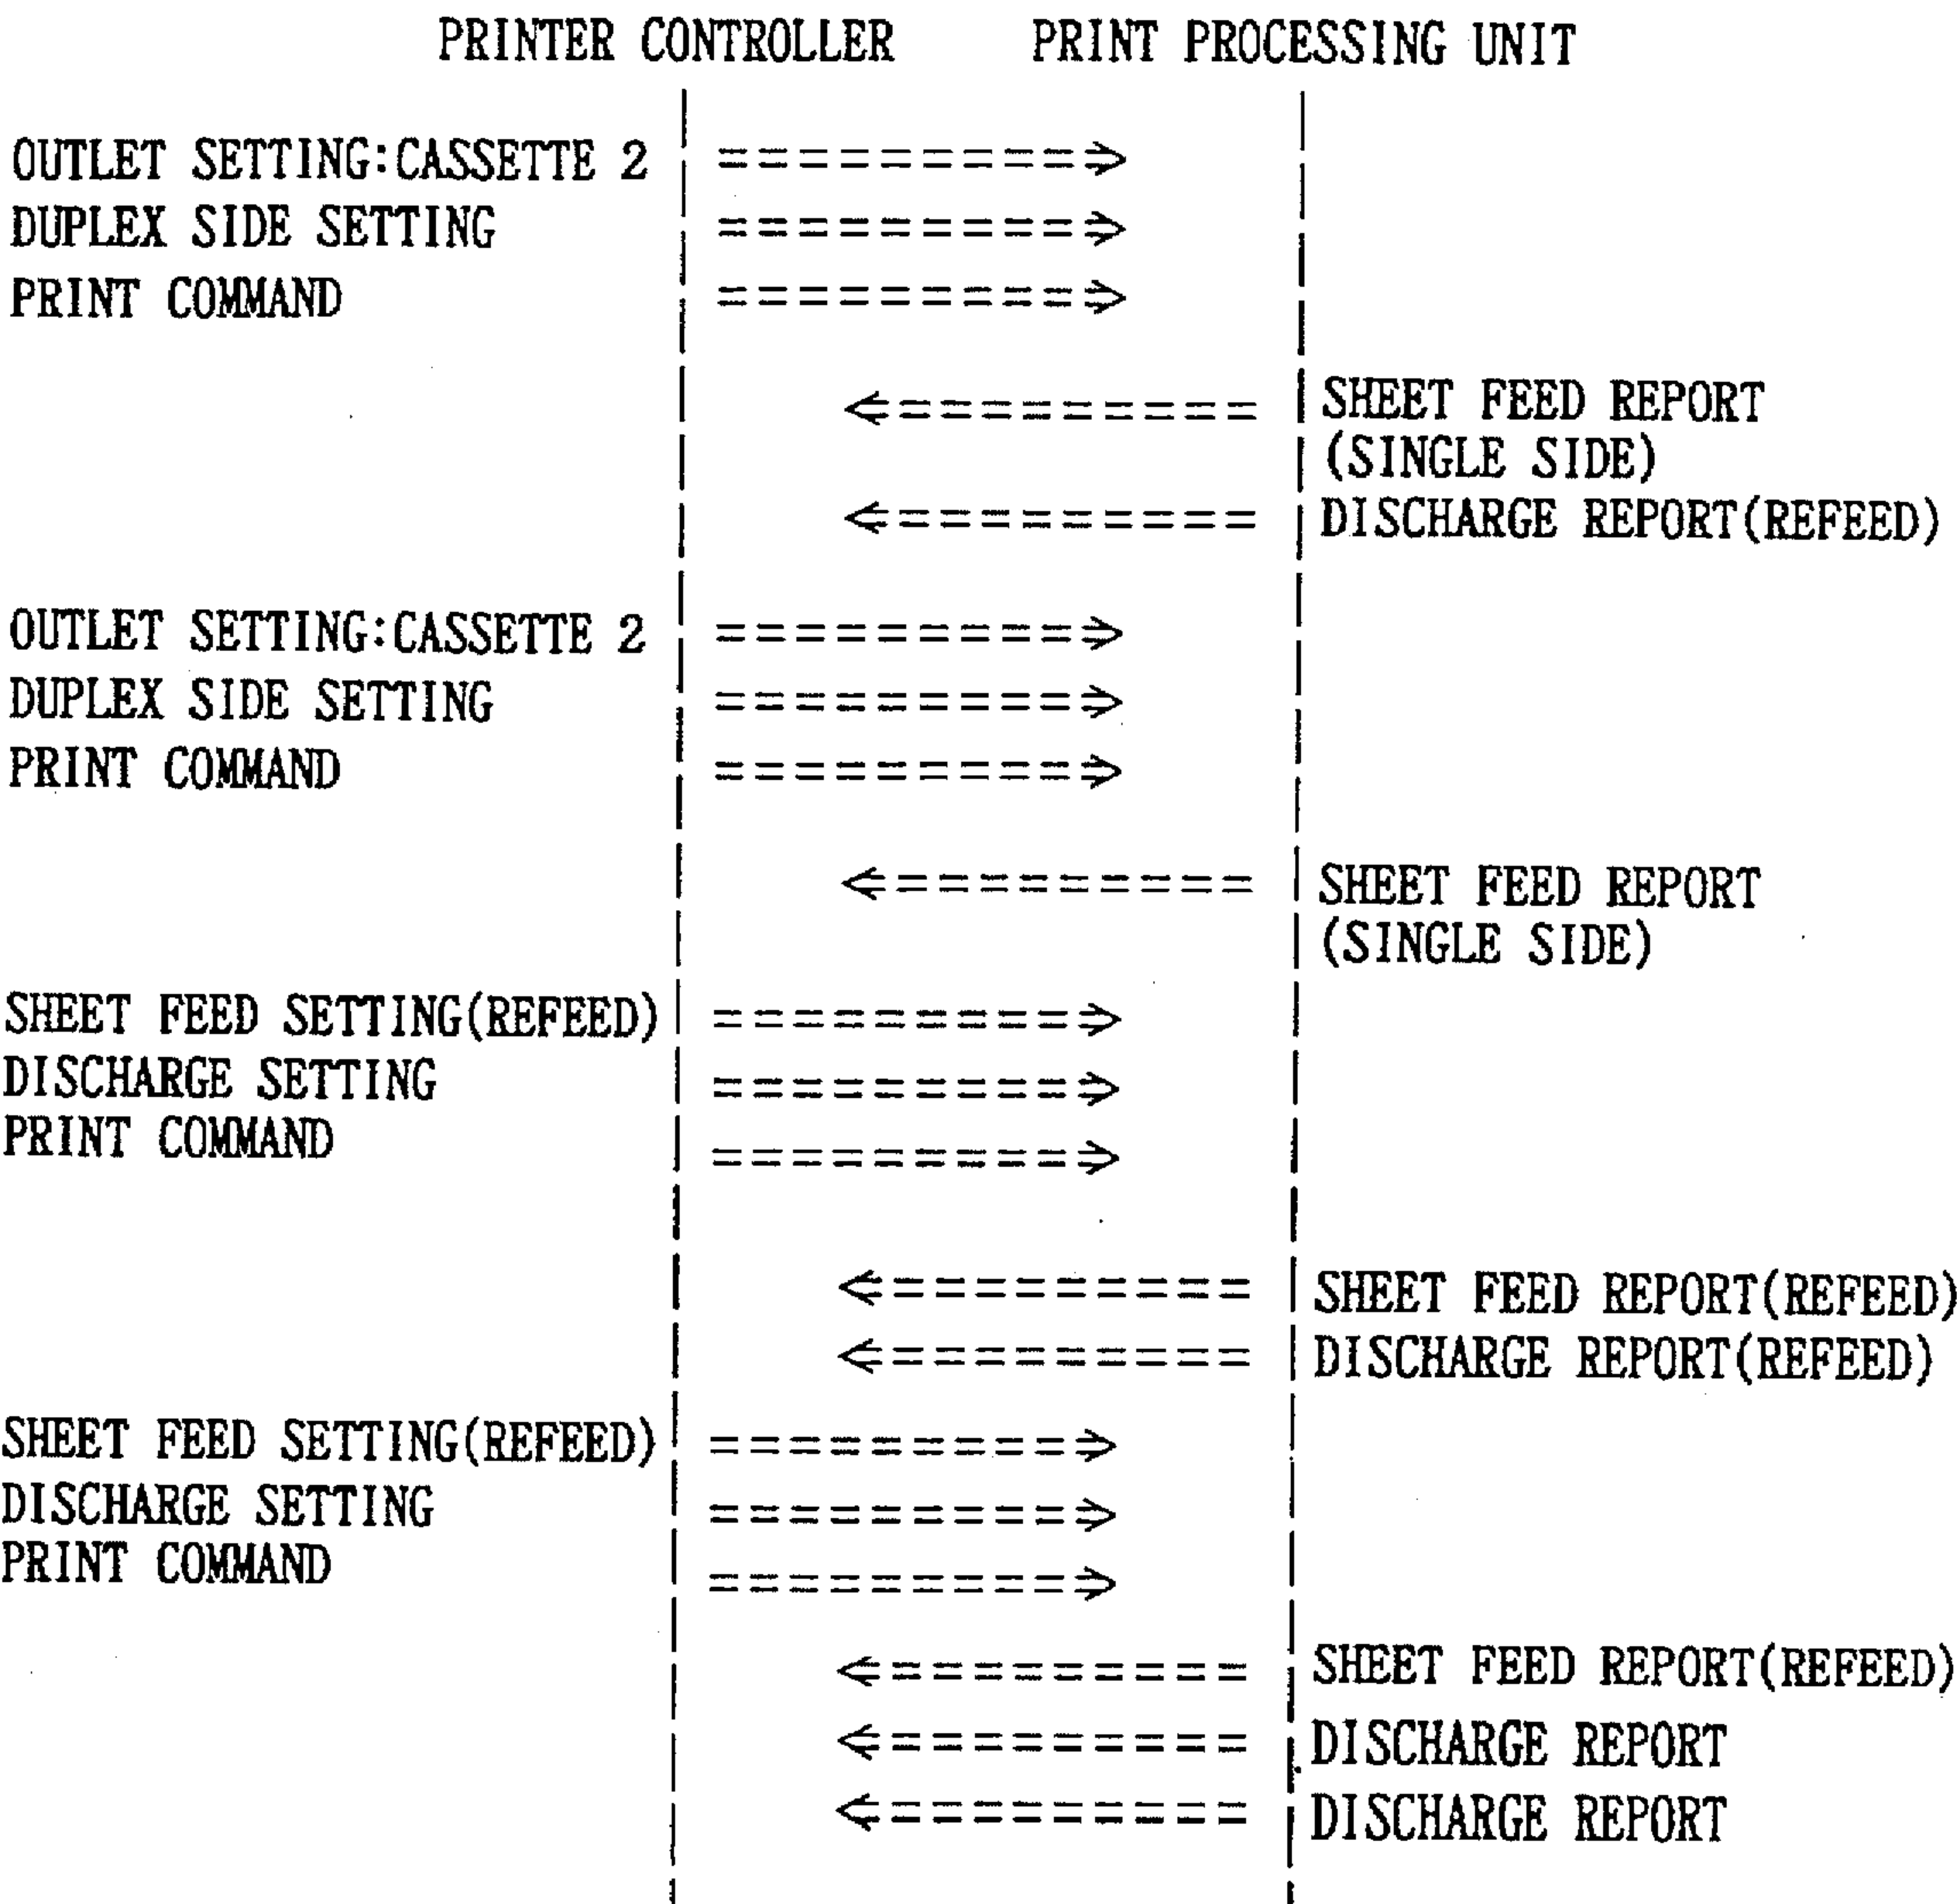 PRINTER CONTROLLER PRINT PROCESSING UNIT
OUTLET SETTING:CASSETTE 2
DUPLEX SIDE SETTING
PRINT COMMAND
SHEET FEED REPORT
(SINGLE SIDE)
DISCHARGE REPORT(REFEED)
OUTLET SETTING:CASSETTE 2
DUPLEX SIDE SETTING
PRINT COMMAND
SHEET FEED REPORT
(SINGLE SIDE)
SHEET FEED SETTING(REFEED)
DISCHARGE SETTING
PRINT COMMAND
SHEET FEED REPORT(REFEED)
DISCHARGE REPORT(REFEED)
SHEET FEED SETTING(REFEED)
DISCHARGE SETTING
PRINT COMMAND
SHEET FEED REPORT(REFEED)
DISCHARGE REPORT
DISCHARGE REPORT